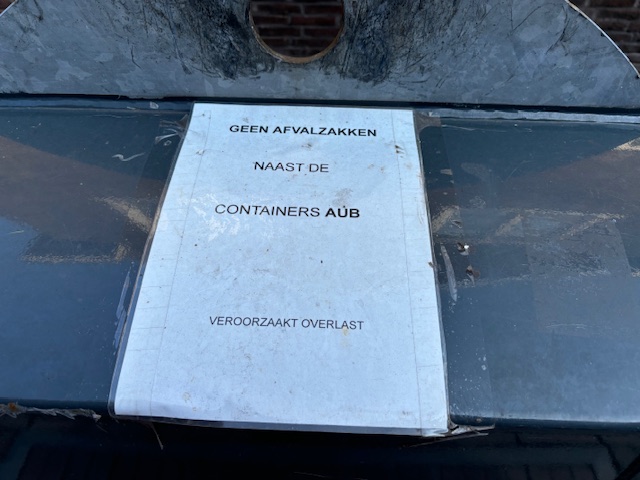 GEEN AFVALZAKKEN
NAAST DE
CONTAINERS AUB
VEROORZAAKT OVERLAST